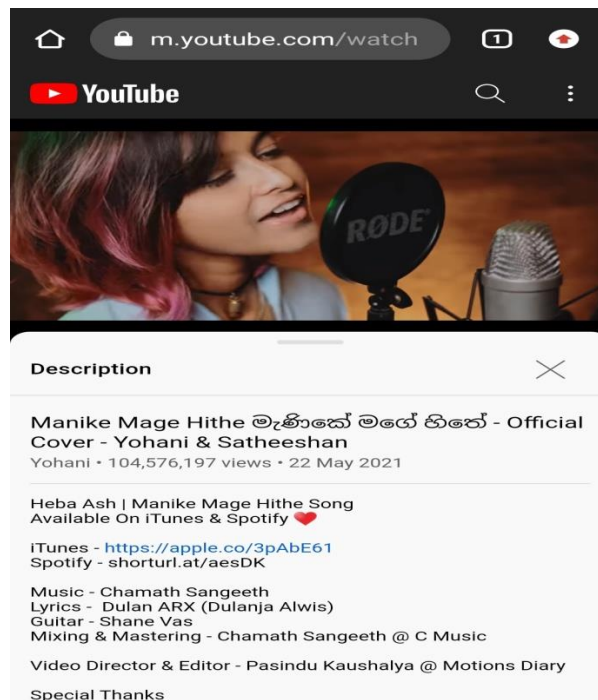 m.youtube.com/watch
1
YouTube
RØDE
Description
Manike Mage Hithe මැණිකේ මගේ හිතේ - Official
Cover - Yohani & Satheeshan
Yohani • 104,576,197 views • 22 May 2021
Heba Ash | Manike Mage Hithe Song
Available On iTunes & Spotify ❤️
iTunes - https://apple.co/3pAbE61
Spotify - shorturl.at/aesDK
Music - Chamath Sangeeth
Lyrics - Dulan ARX (Dulanja Alwis)
Guitar - Shane Vas
Mixing & Mastering - Chamath Sangeeth @ C Music
Video Director & Editor - Pasindu Kaushalya @ Motions Diary
Special Thanks